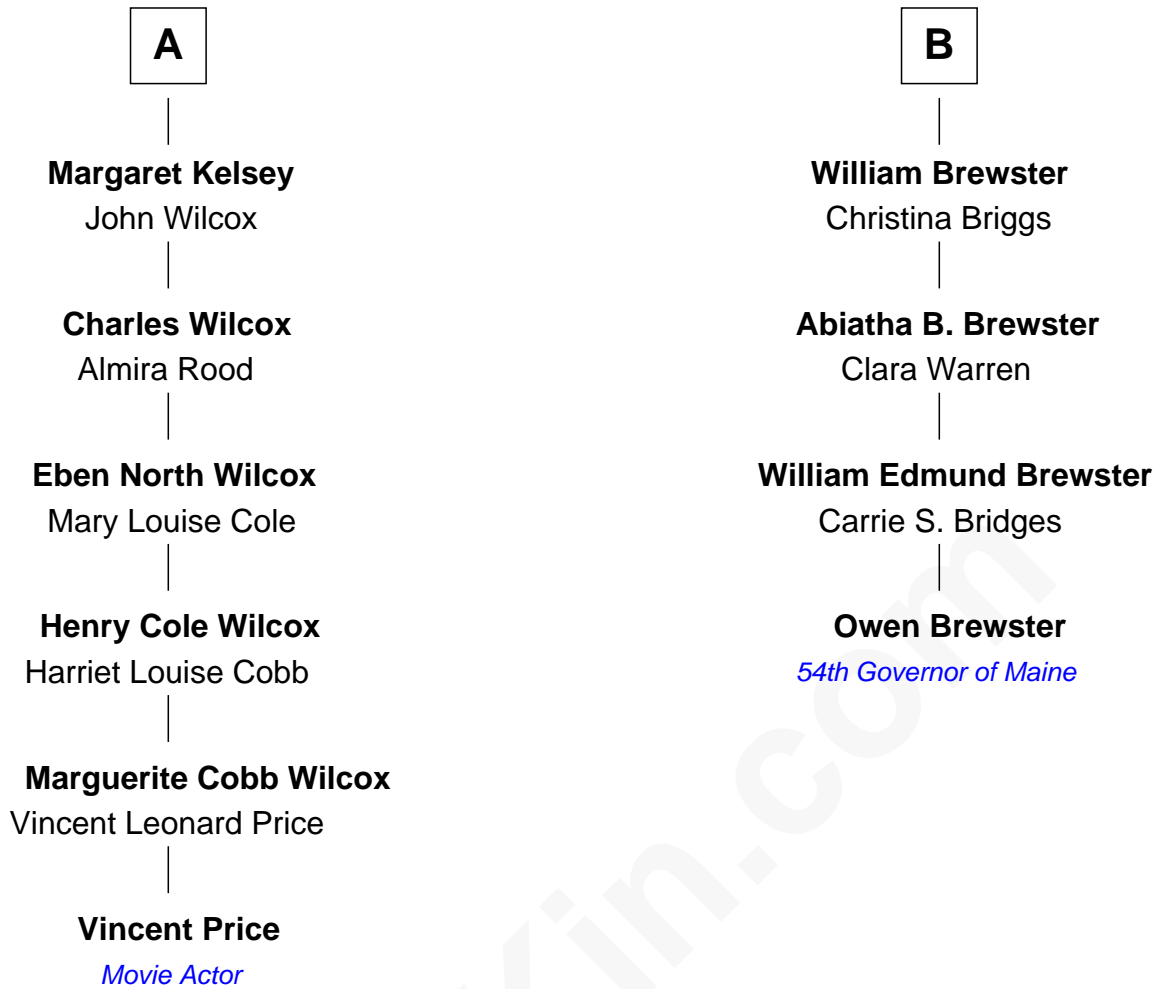 A
Margaret Kelsey
John Wilcox
Charles Wilcox
Almira Rood
Eben North Wilcox
Mary Louise Cole
Henry Cole Wilcox
Harriet Louise Cobb
Marguerite Cobb Wilcox
Vincent Leonard Price
Vincent Price
Movie Actor
B
William Brewster
Christina Briggs
Abiatha B. Brewster
Clara Warren
William Edmund Brewster
Carrie S. Bridges
Owen Brewster
54th Governor of Maine
Kin.com